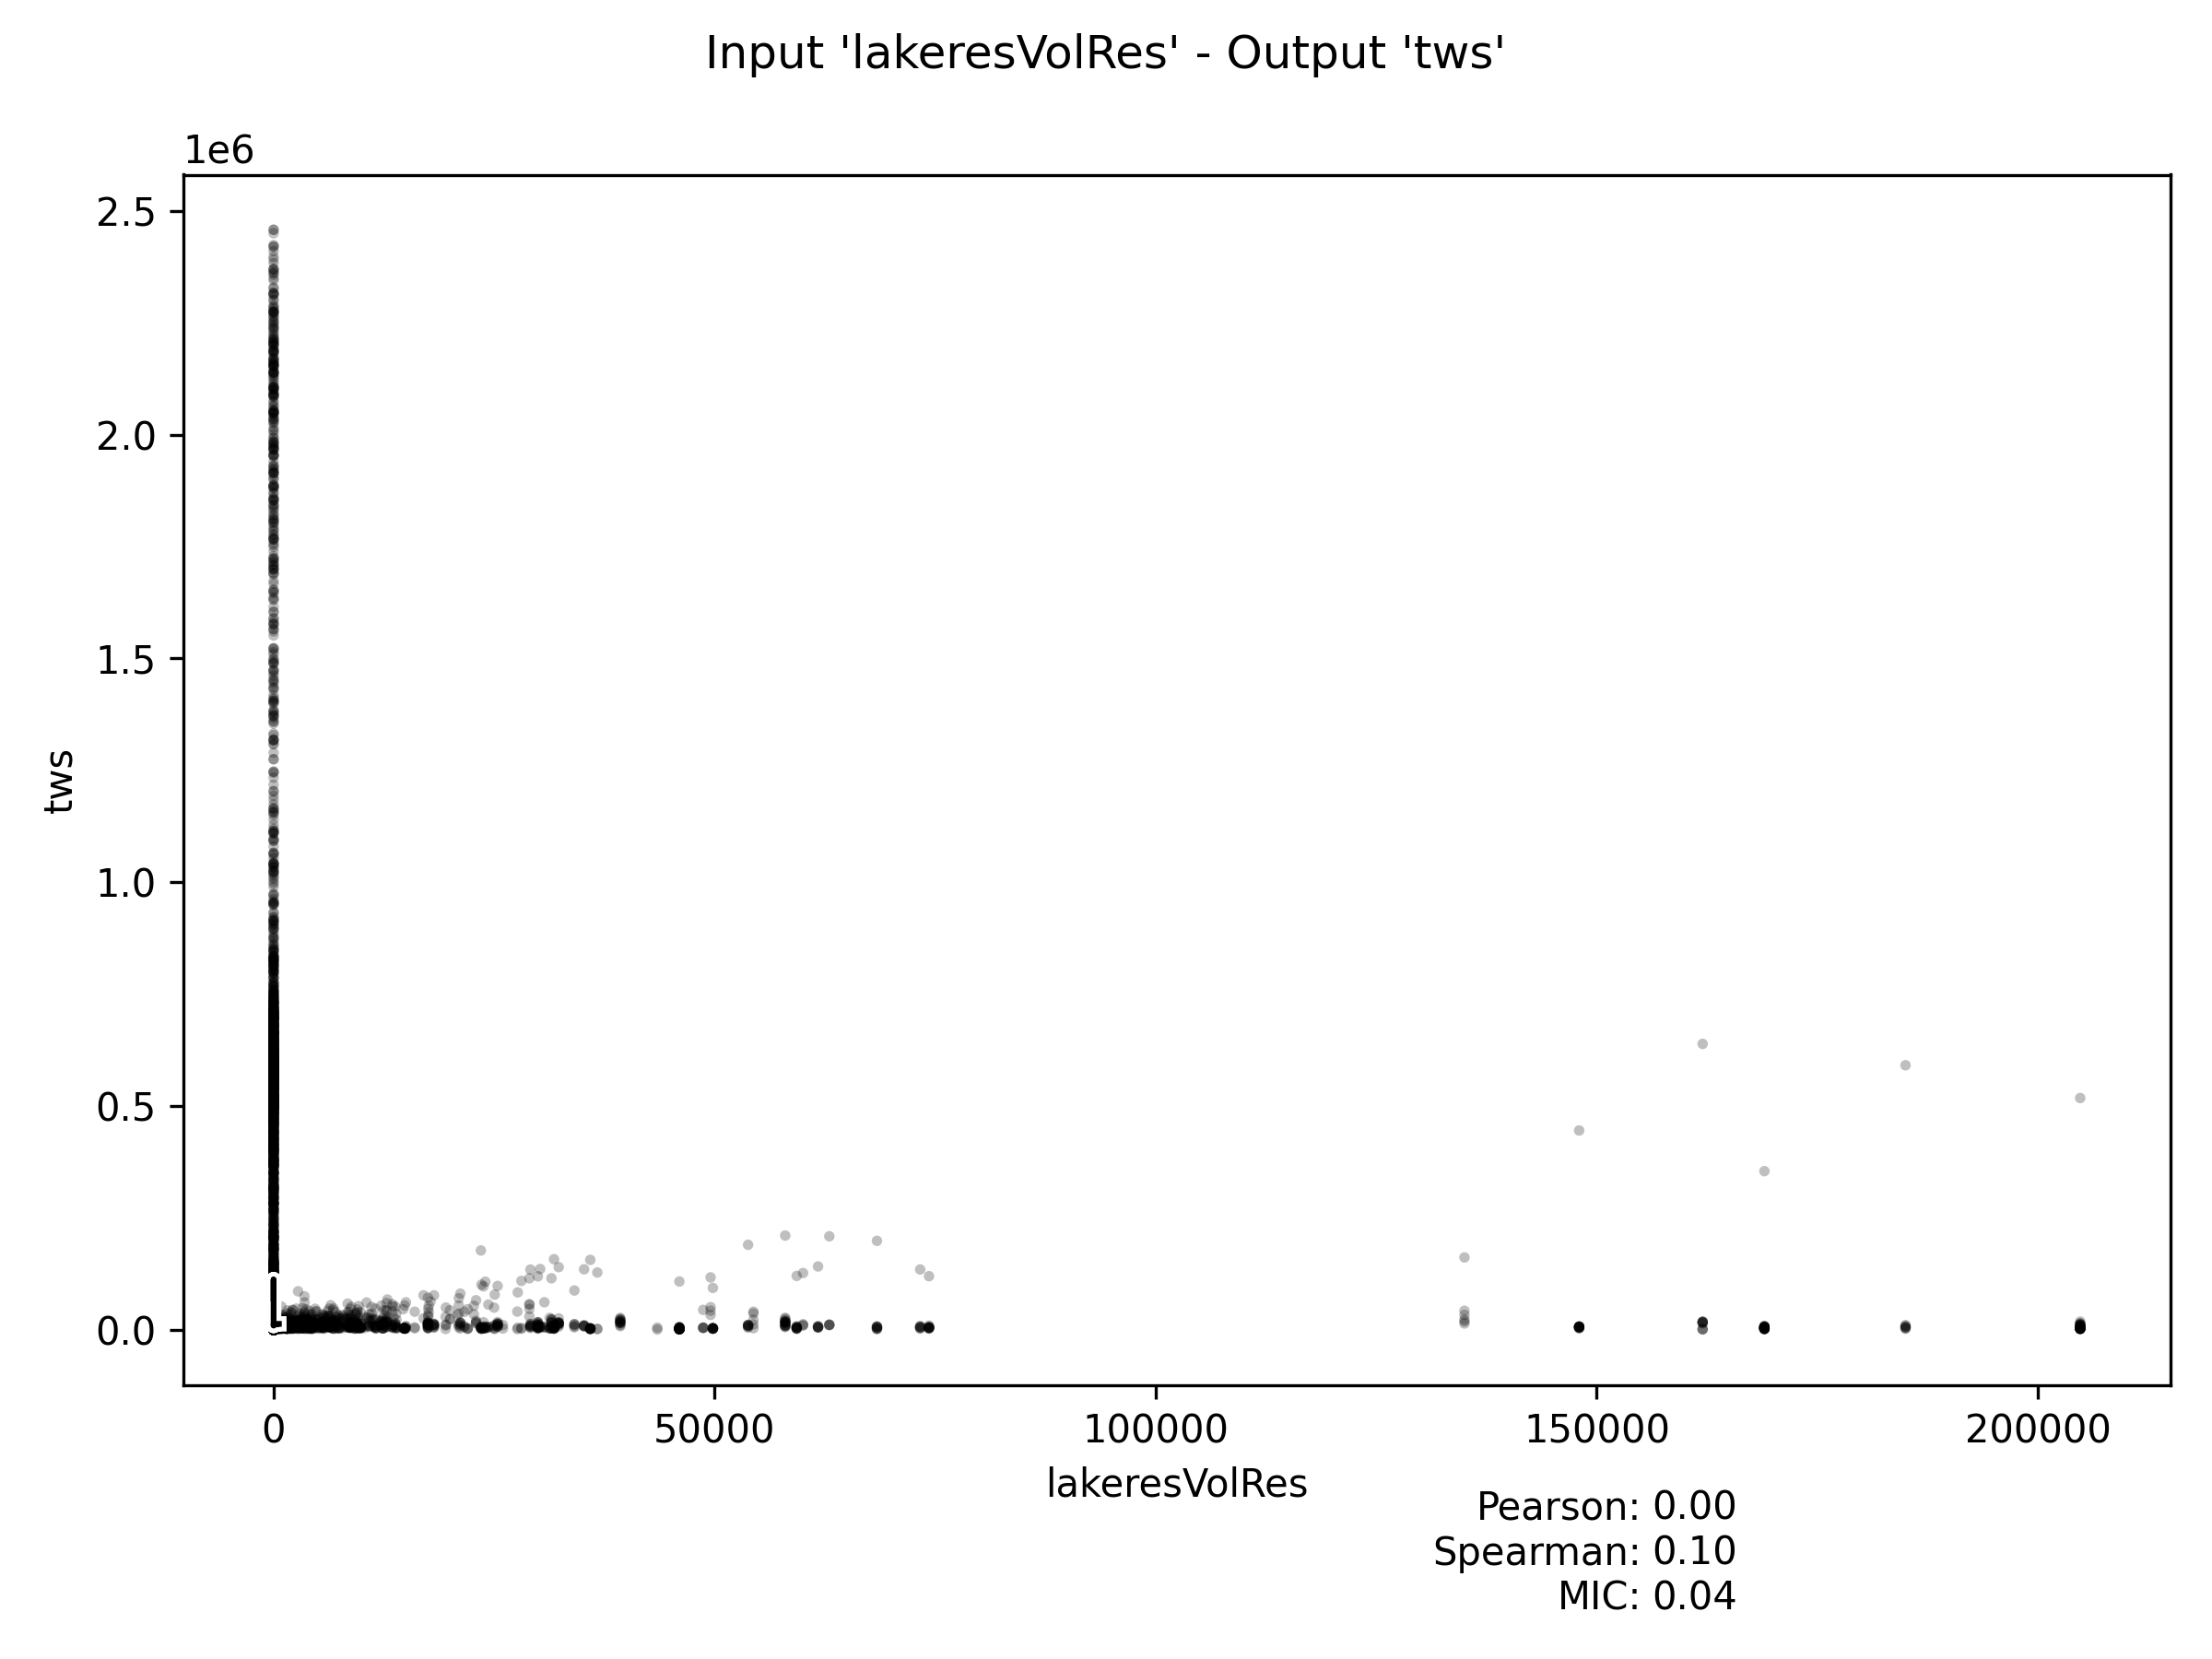 Input 'lakeresVolRes' - Output 'tws'
1e6
2.5
2.0
1.5
1.0
0.5
0.0
tws
0 50000 100000 150000 200000
lakeresVolRes
Pearson: 0.00
Spearman: 0.10
MIC: 0.04